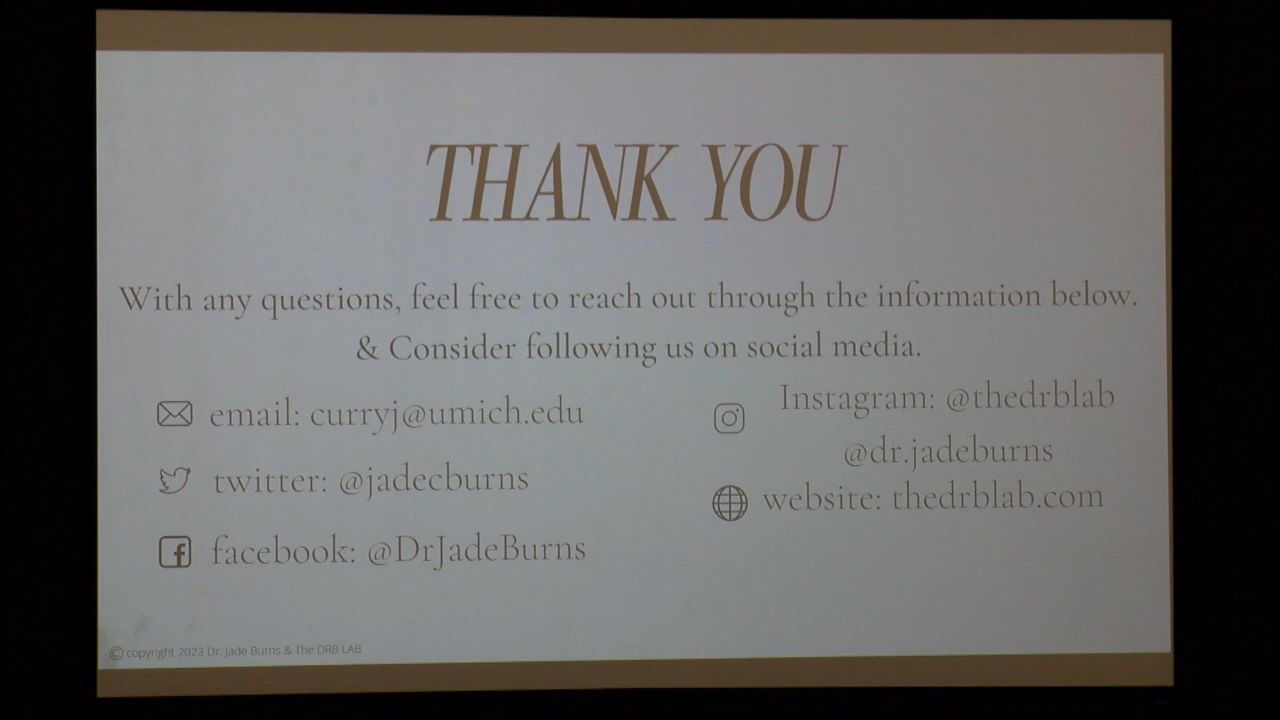 THANK YOU
With any questions, feel free to reach out through the information below.
& Consider following us on social media.
email: curryj@umich.edu
twitter: @jadecburns
facebook: @DrJadeBurns
Instagram: @thedrblab
@dr.jadeburns
website: thedrblab.com
© copyright 2023 Dr. Jade Burns & The DRB LAB